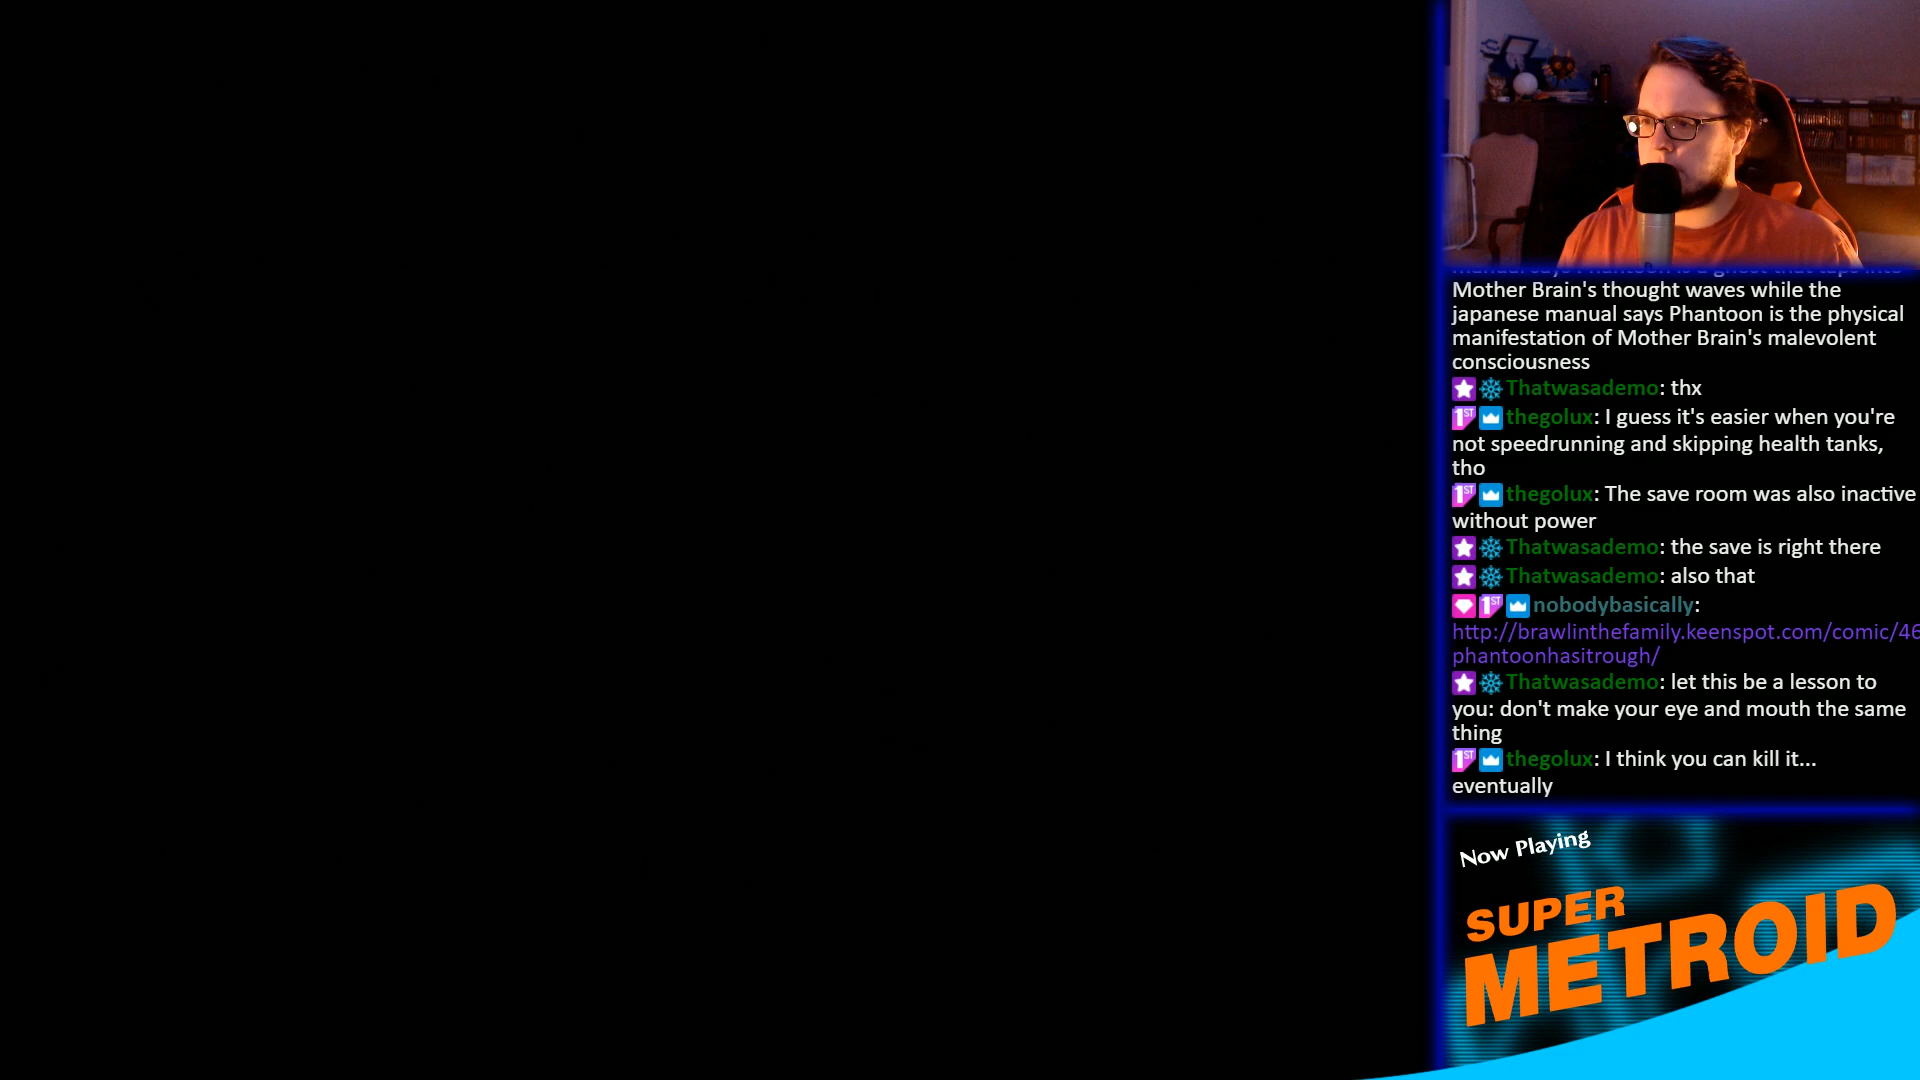 Mother Brain's thought waves while the
japanese manual says Phantoon is the physical
manifestation of Mother Brain's malevolent
consciousness
Thatwasademo: thx
1ST thegolux: I guess it's easier when you're
not speedrunning and skipping health tanks,
tho
1ST thegolux: The save room was also inactive
without power
Thatwasademo: the save is right there
Thatwasademo: also that
1ST nobodybasically:
http://brawlinthefamily.keenspot.com/comic/46
phantoonhasitrough/
Thatwasademo: let this be a lesson to
you: don't make your eye and mouth the same
thing
1ST thegolux: I think you can kill it...
eventually
Now Playing
SUPER
METROID